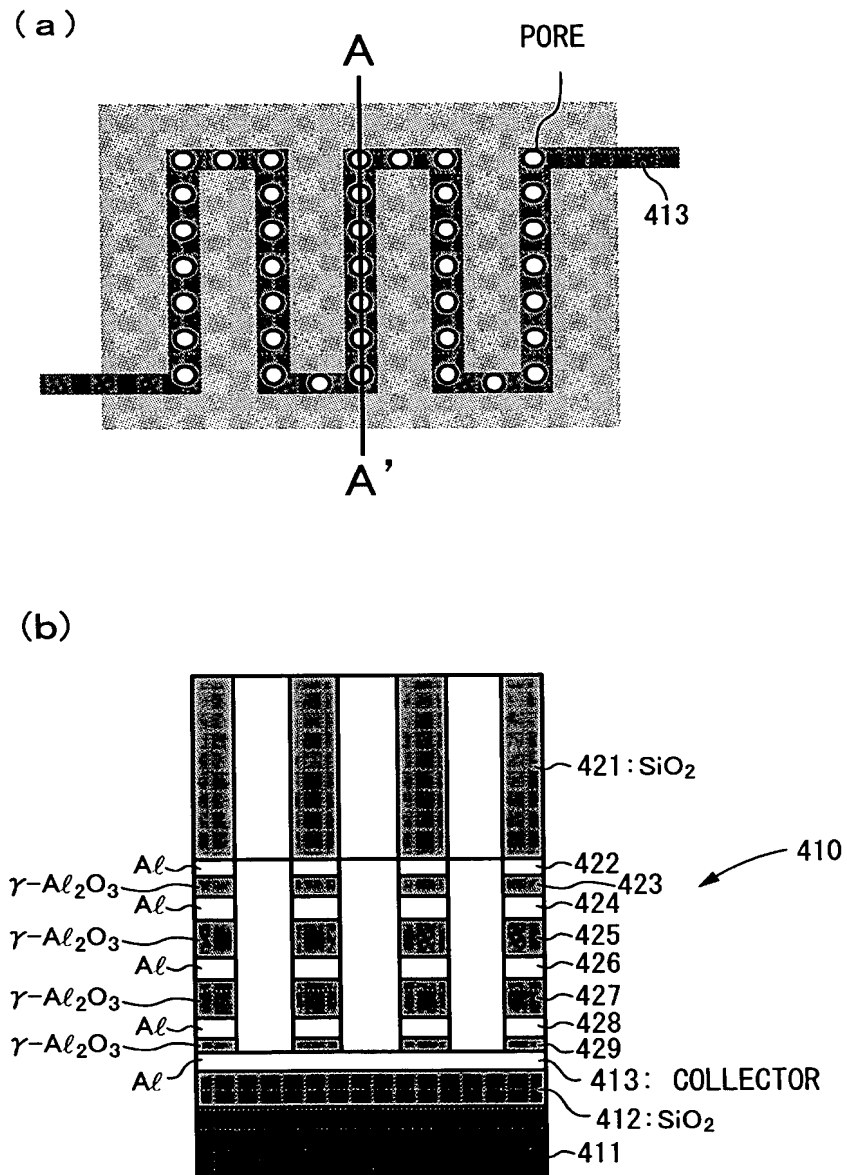 (a)
A
PORE
413
A'
(b)
421:SiO₂
Aℓ
422
410
γ-Aℓ₂O₃
423
Aℓ
424
γ-Aℓ₂O₃
425
Aℓ
426
γ-Aℓ₂O₃
427
Aℓ
428
γ-Aℓ₂O₃
429
Aℓ
413: COLLECTOR
412:SiO₂
411